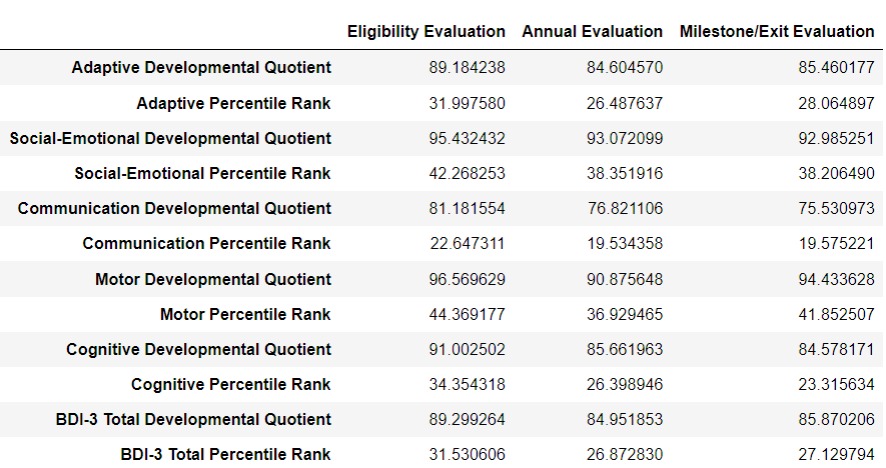 Eligibility Evaluation Annual Evaluation Milestone/Exit Evaluation
Adaptive Developmental Quotient 89.184238 84.604570 85.460177
Adaptive Percentile Rank 31.997580 26.487637 28.064897
Social-Emotional Developmental Quotient 95.432432 93.072099 92.985251
Social-Emotional Percentile Rank 42.268253 38.351916 38.206490
Communication Developmental Quotient 81.181554 76.821106 75.530973
Communication Percentile Rank 22.647311 19.534358 19.575221
Motor Developmental Quotient 96.569629 90.875648 94.433628
Motor Percentile Rank 44.369177 36.929465 41.852507
Cognitive Developmental Quotient 91.002502 85.661963 84.578171
Cognitive Percentile Rank 34.354318 26.398946 23.315634
BDI-3 Total Developmental Quotient 89.299264 84.951853 85.870206
BDI-3 Total Percentile Rank 31.530606 26.872830 27.129794